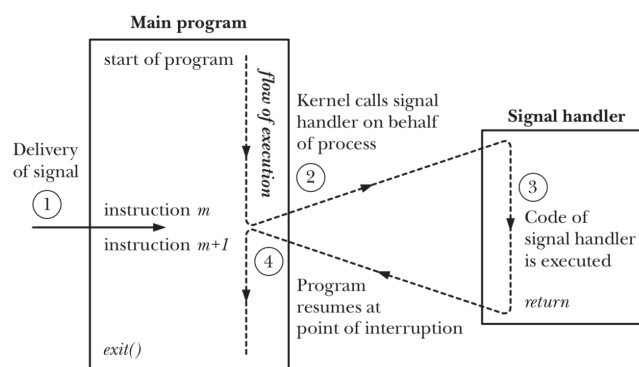 Main program
start of program
flow of execution
Kernel calls signal
handler on behalf
of process
Signal handler
Delivery
of signal
1
2
3
instruction m
instruction m+1
Code of
signal handler
is executed
4
Program
resumes at
point of interruption
return
exit()